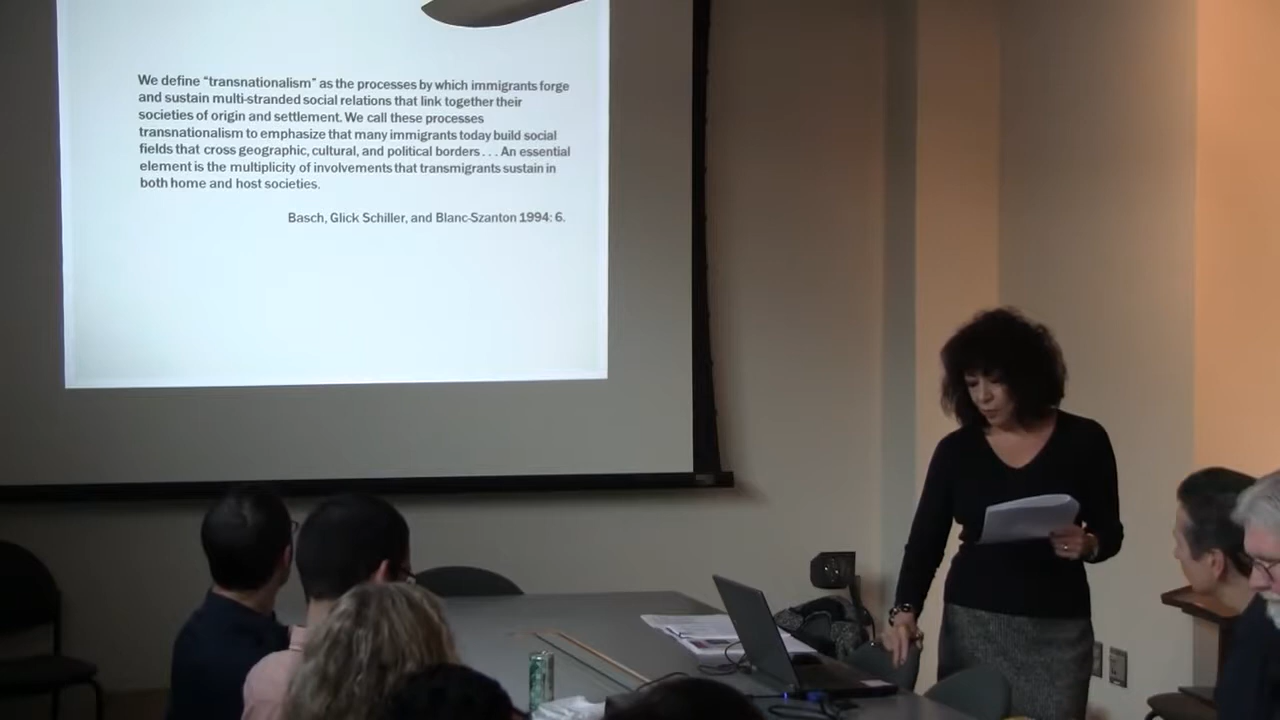 We define “transnationalism” as the processes by which immigrants forge
and sustain multi-stranded social relations that link together their
societies of origin and settlement. We call these processes
transnationalism to emphasize that many immigrants today build social
fields that cross geographic, cultural, and political borders . . . An essential
element is the multiplicity of involvements that transmigrants sustain in
both home and host societies.
Basch, Glick Schiller, and Blanc-Szanton 1994: 6.